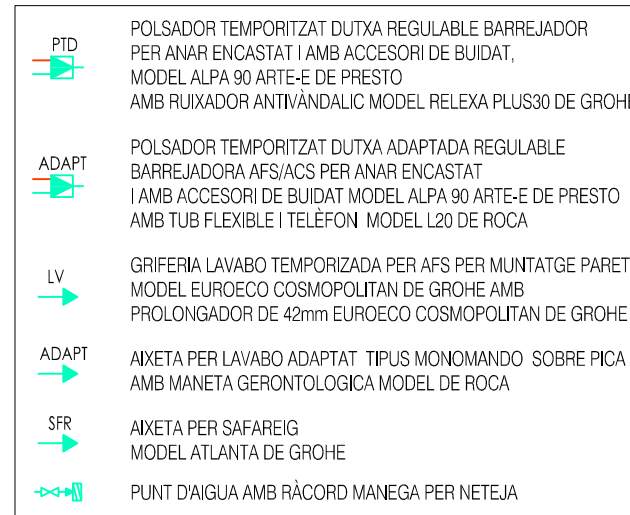 PTD
POLSADOR TEMPORITZAT DUTXA REGULABLE BARREJADOR
PER ANAR ENCASTAT I AMB ACCESORI DE BUIDAT,
MODEL ALPA 90 ARTE-E DE PRESTO
AMB RUIXADOR ANTIVÀNDALIC MODEL RELEXA PLUS30 DE GROHE
ADAPT
POLSADOR TEMPORITZAT DUTXA ADAPTADA REGULABLE
BARREJADORA AFS/ACS PER ANAR ENCASTAT
I AMB ACCESORI DE BUIDAT MODEL ALPA 90 ARTE-E DE PRESTO
AMB TUB FLEXIBLE I TELÈFON MODEL L20 DE ROCA
LV
GRIFERIA LAVABO TEMPORIZADA PER AFS PER MUNTATGE PARET
MODEL EUROECO COSMOPOLITAN DE GROHE AMB
PROLONGADOR DE 42mm EUROECO COSMOPOLITAN DE GROHE
ADAPT
AIXETA PER LAVABO ADAPTAT TIPUS MONOMANDO SOBRE PICA
AMB MANETA GERONTOLOGICA MODEL DE ROCA
SFR
AIXETA PER SAFAREIG
MODEL ATLANTA DE GROHE
PUNT D'AIGUA AMB RÀCORD MANEGA PER NETEJA